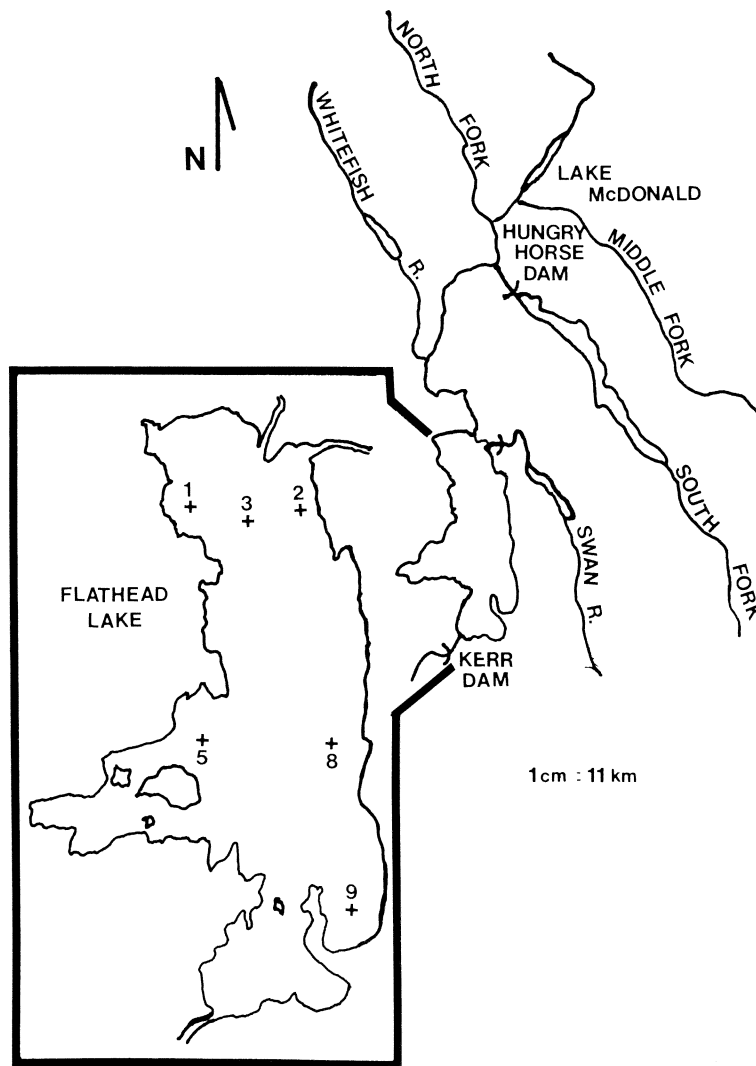 N
WHITEFISH
R.
NORTH
FORK
LAKE
McDONALD
HUNGRY
HORSE
DAM
MIDDLE
FORK
SOUTH
FORK
SWAN
R.
KERR
DAM
1cm : 11 km
FLATHEAD
LAKE
1
3
2
5
8
9